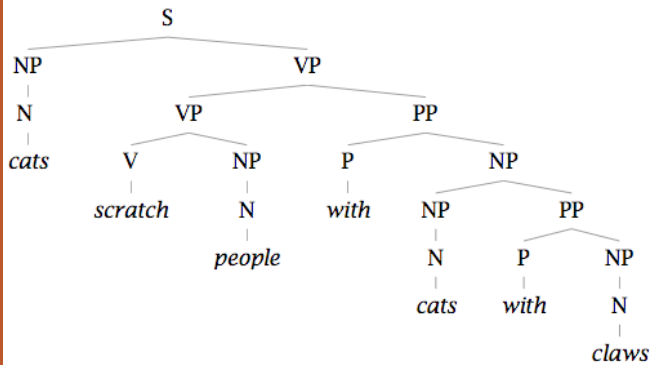 S
NP VP
N VP PP
cats V NP P NP
scratch N with NP PP
people N P NP
cats with N
claws